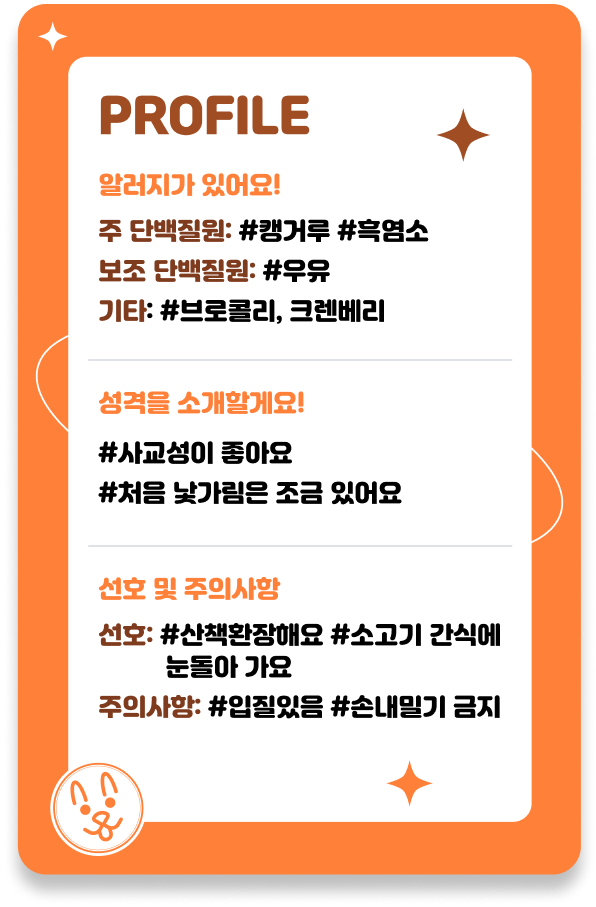 PROFILE
알러지가 있어요!
주 단백질원: #캥거루 #흑염소
보조 단백질원: #우유
기타: #브로콜리, 크렌베리
성격을 소개할게요!
#사교성이 좋아요
#처음 낯가림은 조금 있어요
선호 및 주의사항
선호: #산책환장해요 #소고기 간식에
눈돌아 가요
주의사항: #입질있음 #손내밀기 금지